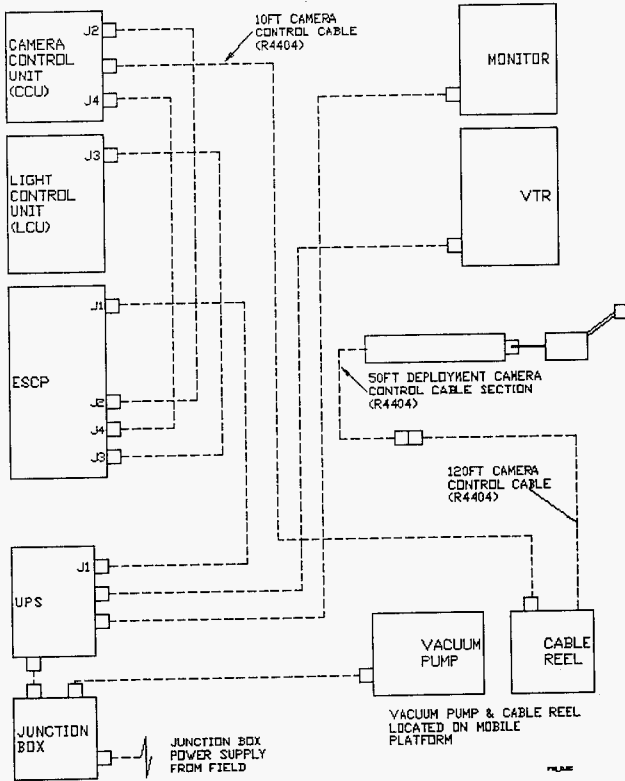 10FT CAMERA
CONTROL CABLE
(R4404)
J2
CAMERA
CONTROL
UNIT
(CCU)
J4
MONITOR
J3
LIGHT
CONTROL
UNIT
(LCU)
VTR
J1
ESCP
J2
J4
J3
50FT DEPLOYMENT CAMERA
CONTROL CABLE SECTION
(R4404)
120FT CAMERA
CONTROL CABLE
(R4404)
J1
UPS
VACUUM
PUMP
CABLE
REEL
JUNCTION
BOX
JUNCTION BOX
POWER SUPPLY
FROM FIELD
VACUUM PUMP & CABLE REEL
LOCATED ON MOBILE
PLATFORM